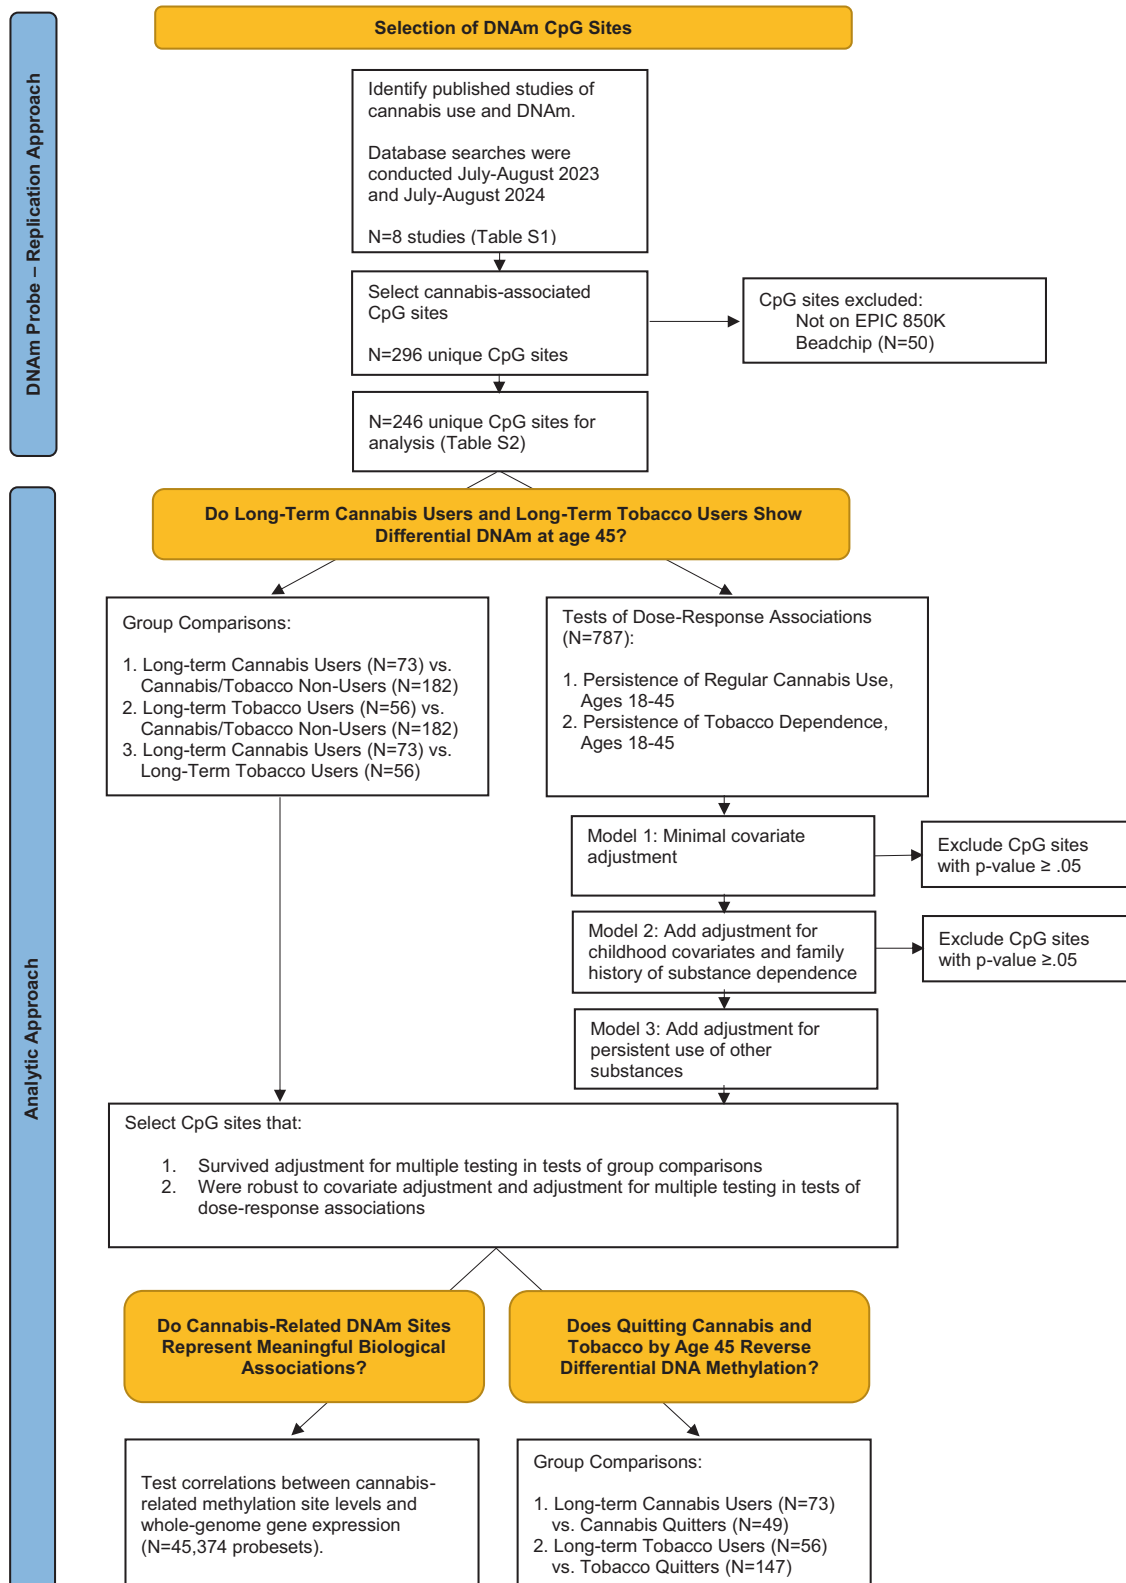 DNAm Probe – Replication Approach
Selection of DNAm CpG Sites
Identify published studies of
cannabis use and DNAm.
Database searches were
conducted July-August 2023
and July-August 2024
N=8 studies (Table S1)
Select cannabis-associated
CpG sites
N=296 unique CpG sites
CpG sites excluded:
Not on EPIC 850K
Beadchip (N=50)
N=246 unique CpG sites for
analysis (Table S2)
Analytic Approach
Do Long-Term Cannabis Users and Long-Term Tobacco Users Show
Differential DNAm at age 45?
Group Comparisons:
1. Long-term Cannabis Users (N=73) vs.
Cannabis/Tobacco Non-Users (N=182)
2. Long-term Tobacco Users (N=56) vs.
Cannabis/Tobacco Non-Users (N=182)
3. Long-term Cannabis Users (N=73) vs.
Long-Term Tobacco Users (N=56)
Tests of Dose-Response Associations
(N=787):
1. Persistence of Regular Cannabis Use,
Ages 18-45
2. Persistence of Tobacco Dependence,
Ages 18-45
Model 1: Minimal covariate
adjustment
Exclude CpG sites
with p-value ≥ .05
Model 2: Add adjustment for
childhood covariates and family
history of substance dependence
Exclude CpG sites
with p-value ≥.05
Model 3: Add adjustment for
persistent use of other
substances
Select CpG sites that:
1. Survived adjustment for multiple testing in tests of group comparisons
2. Were robust to covariate adjustment and adjustment for multiple testing in tests of
dose-response associations
Do Cannabis-Related DNAm Sites
Represent Meaningful Biological
Associations?
Does Quitting Cannabis and
Tobacco by Age 45 Reverse
Differential DNA Methylation?
Test correlations between cannabis-
related methylation site levels and
whole-genome gene expression
(N=45,374 probesets).
Group Comparisons:
1. Long-term Cannabis Users (N=73)
vs. Cannabis Quitters (N=49)
2. Long-term Tobacco Users (N=56)
vs. Tobacco Quitters (N=147)